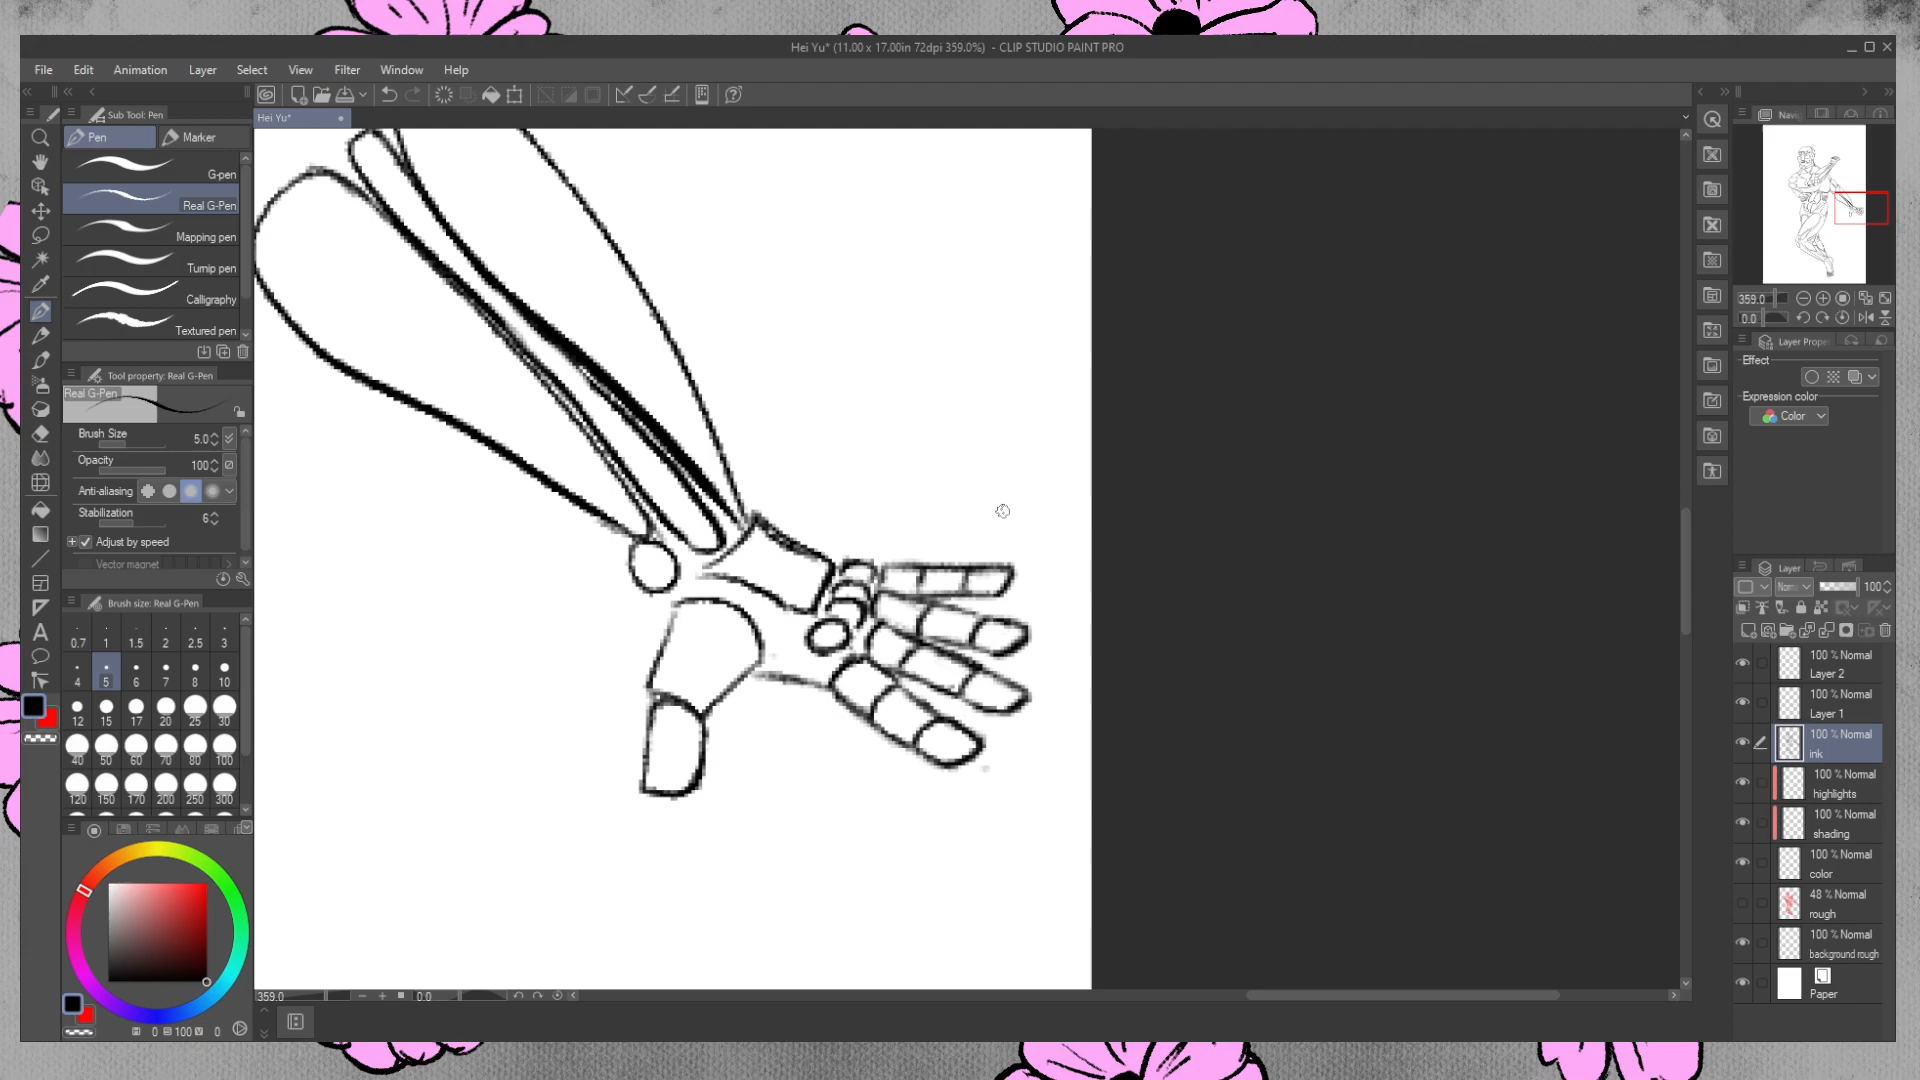 Hei Yu* (11.00 x 17.00in 72dpi 359.0%) - CLIP STUDIO PAINT PRO
File Edit Animation Layer Select View Filter Window Help
Sub Tool: Pen
Pen Marker
Hei Yu*
G-pen
Real G-Pen
Mapping pen
Turnip pen
Calligraphy
Textured pen
Tool property: Real G-Pen
Real G-Pen
Brush Size 5.0
Opacity 100
Anti-aliasing
Stabilization 6
Adjust by speed
Vector magnet
Brush size: Real G-Pen
0.7 1 1.5 2 2.5 3
4 5 6 7 8 10
12 15 17 20 25 30
40 50 60 70 80 100
120 150 170 200 250 300
0 100 0
359.0 0.0
Navi
359.0
0.0
Layer Prope
Effect
Expression color
Color
Layer
Norm 100
100 % Normal
Layer 2
100 % Normal
Layer 1
100 % Normal
ink
100 % Normal
highlights
100 % Normal
shading
100 % Normal
color
48 % Normal
rough
100 % Normal
background rough
Paper